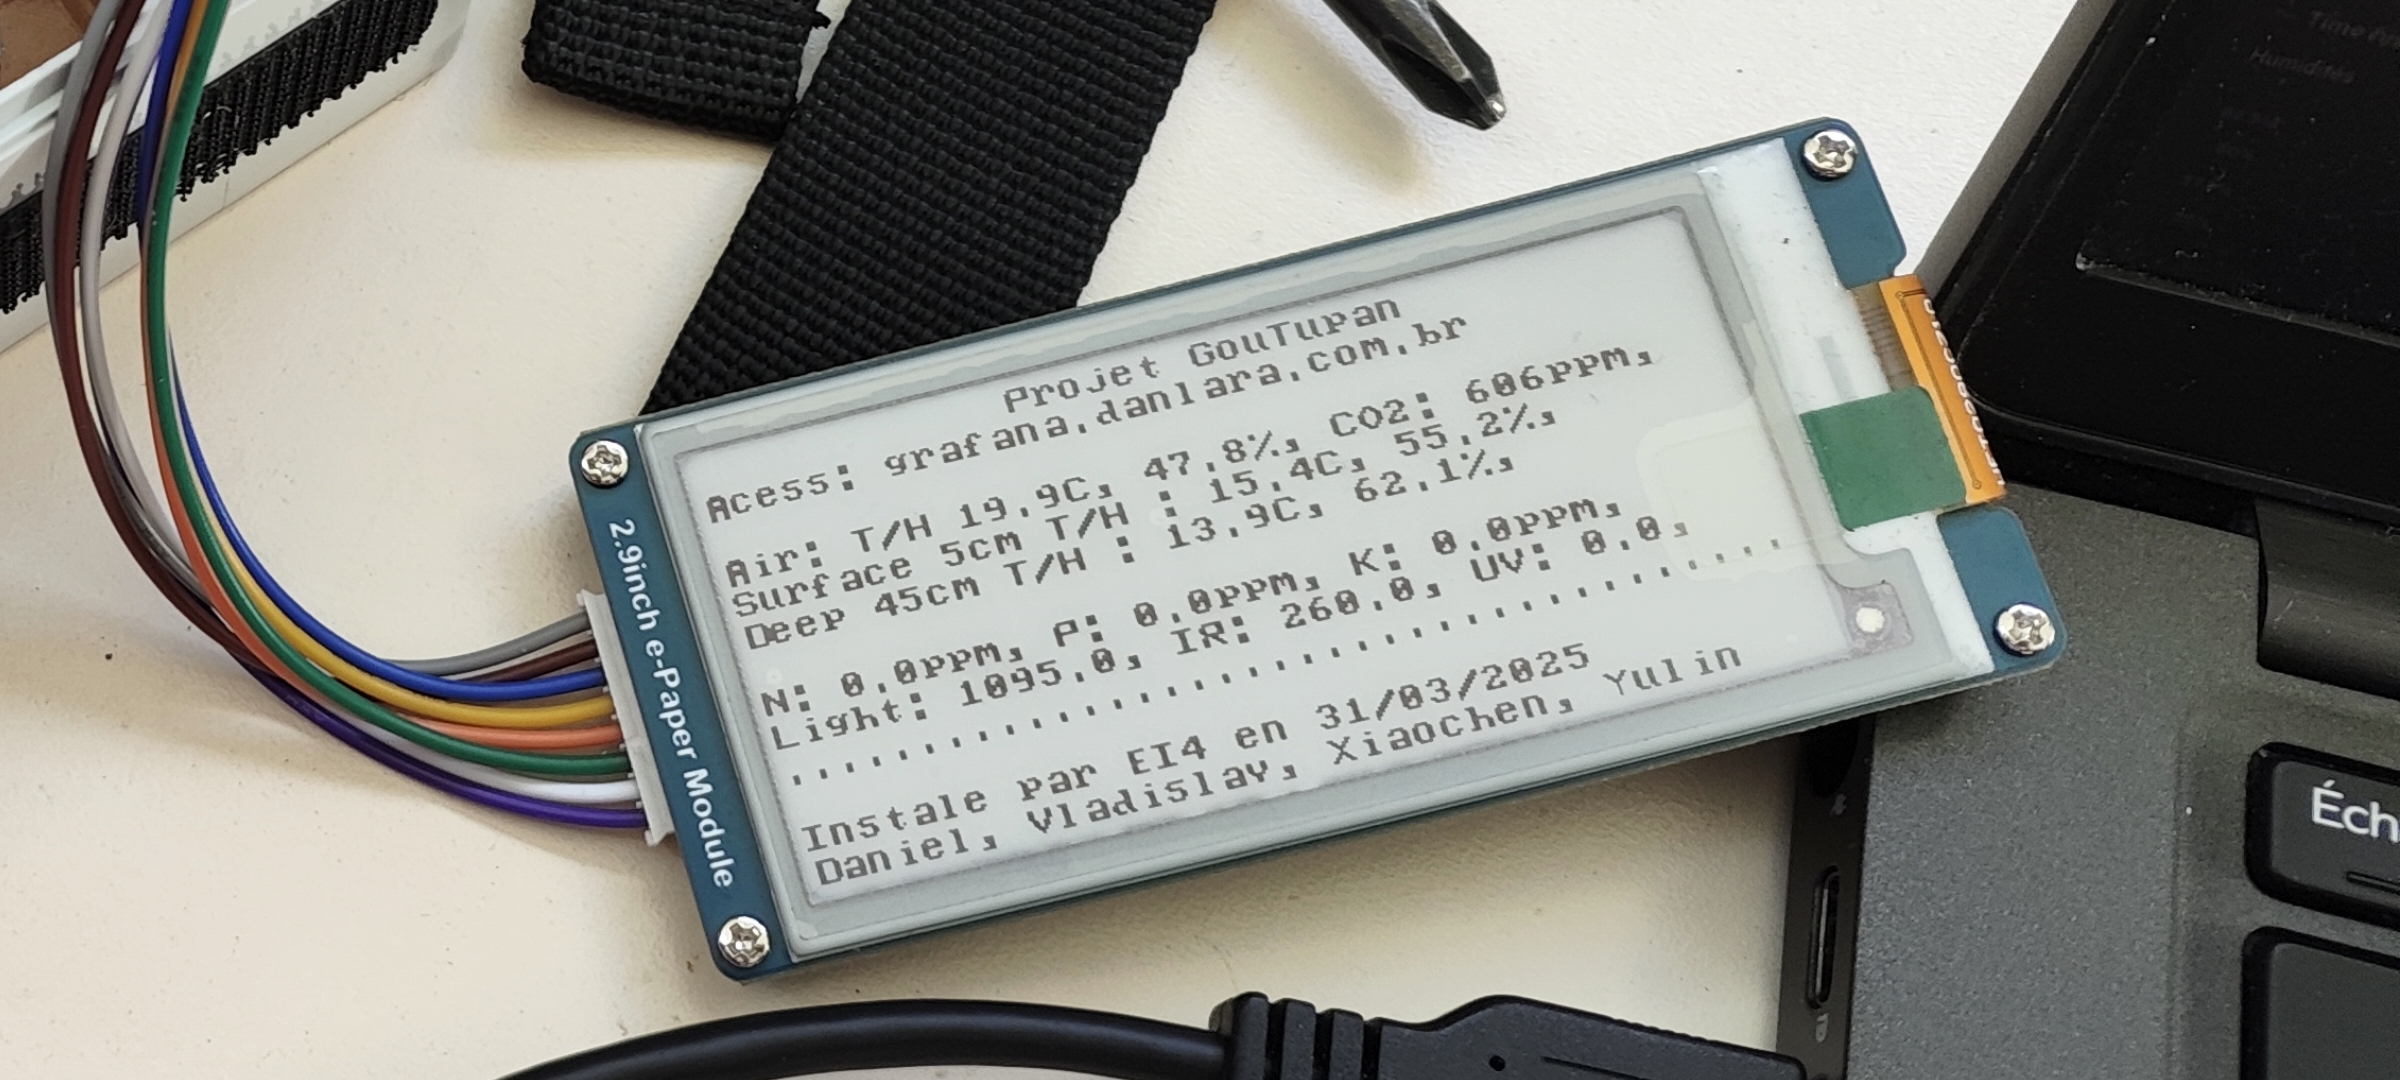 Projet GouTupan
Acess: grafana.danlara.com.br
Air: T/H 19.9C, 47.8%, CO2: 606ppm,
Surface 5cm T/H : 15.4C, 55.2%,
Deep 45cm T/H : 13.9C, 62.1%,
N: 0.0ppm, P: 0.0ppm, K: 0.0ppm,
Light: 1095.0, IR: 260.0, UV: 0.0,
......................................
Instale par EI4 en 31/03/2025
Daniel, Vladislav, Xiaochen, Yulin
2.9inch e-Paper Module
Humidités
Éch